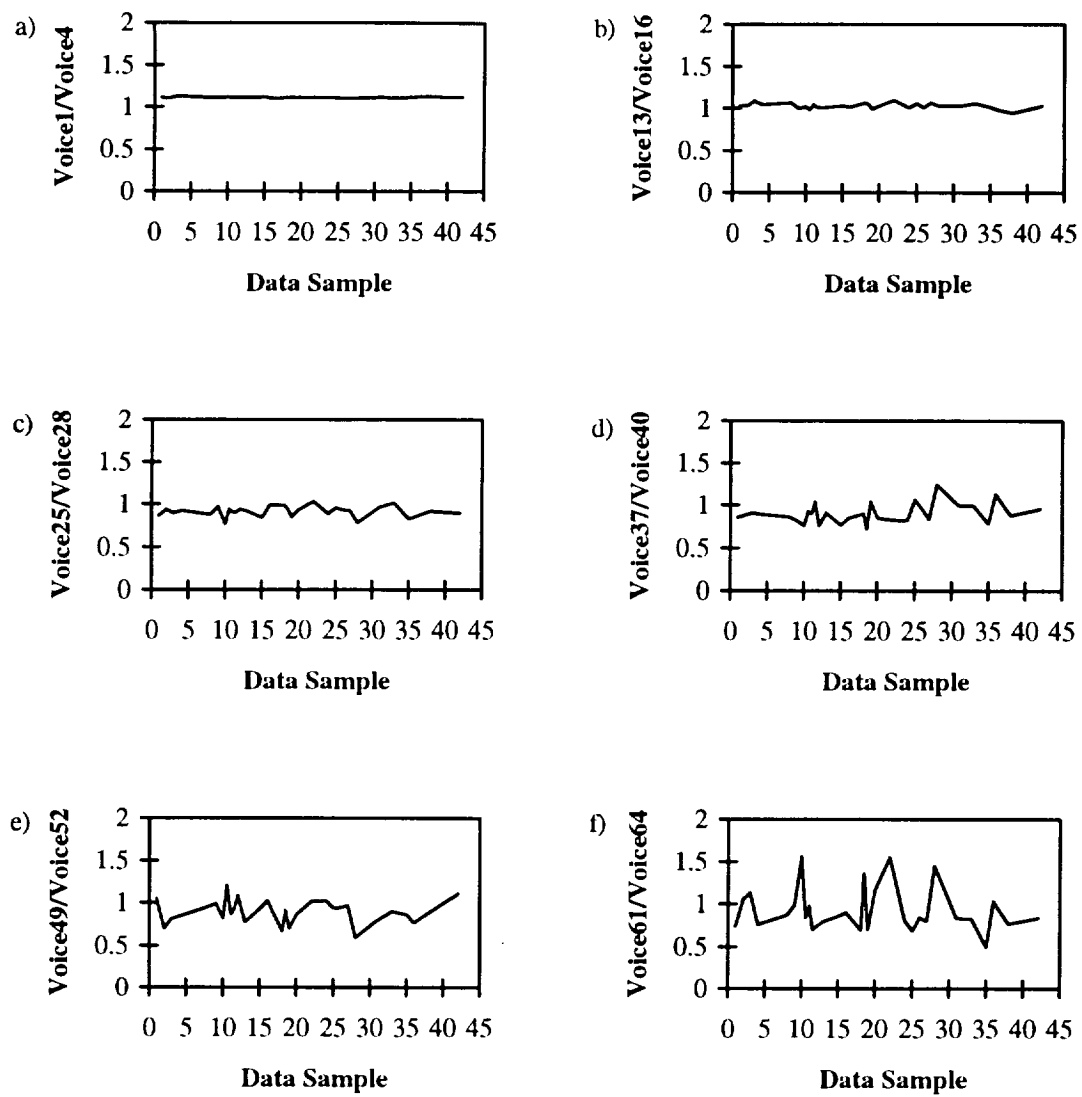 a)
Voice1/Voice4
2
1.5
1
0.5
0
0 5 10 15 20 25 30 35 40 45
Data Sample
b)
Voice13/Voice16
2
1.5
1
0.5
0
0 5 10 15 20 25 30 35 40 45
Data Sample
c)
Voice25/Voice28
2
1.5
1
0.5
0
0 5 10 15 20 25 30 35 40 45
Data Sample
d)
Voice37/Voice40
2
1.5
1
0.5
0
0 5 10 15 20 25 30 35 40 45
Data Sample
e)
Voice49/Voice52
2
1.5
1
0.5
0
0 5 10 15 20 25 30 35 40 45
Data Sample
f)
Voice61/Voice64
2
1.5
1
0.5
0
0 5 10 15 20 25 30 35 40 45
Data Sample